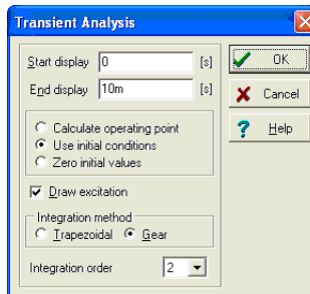 Transient Analysis
Start display 0 [s]
End display 10m [s]
Calculate operating point
Use initial conditions
Zero initial values
Draw excitation
Integration method
Trapezoidal Gear
Integration order 2
OK
Cancel
? Help